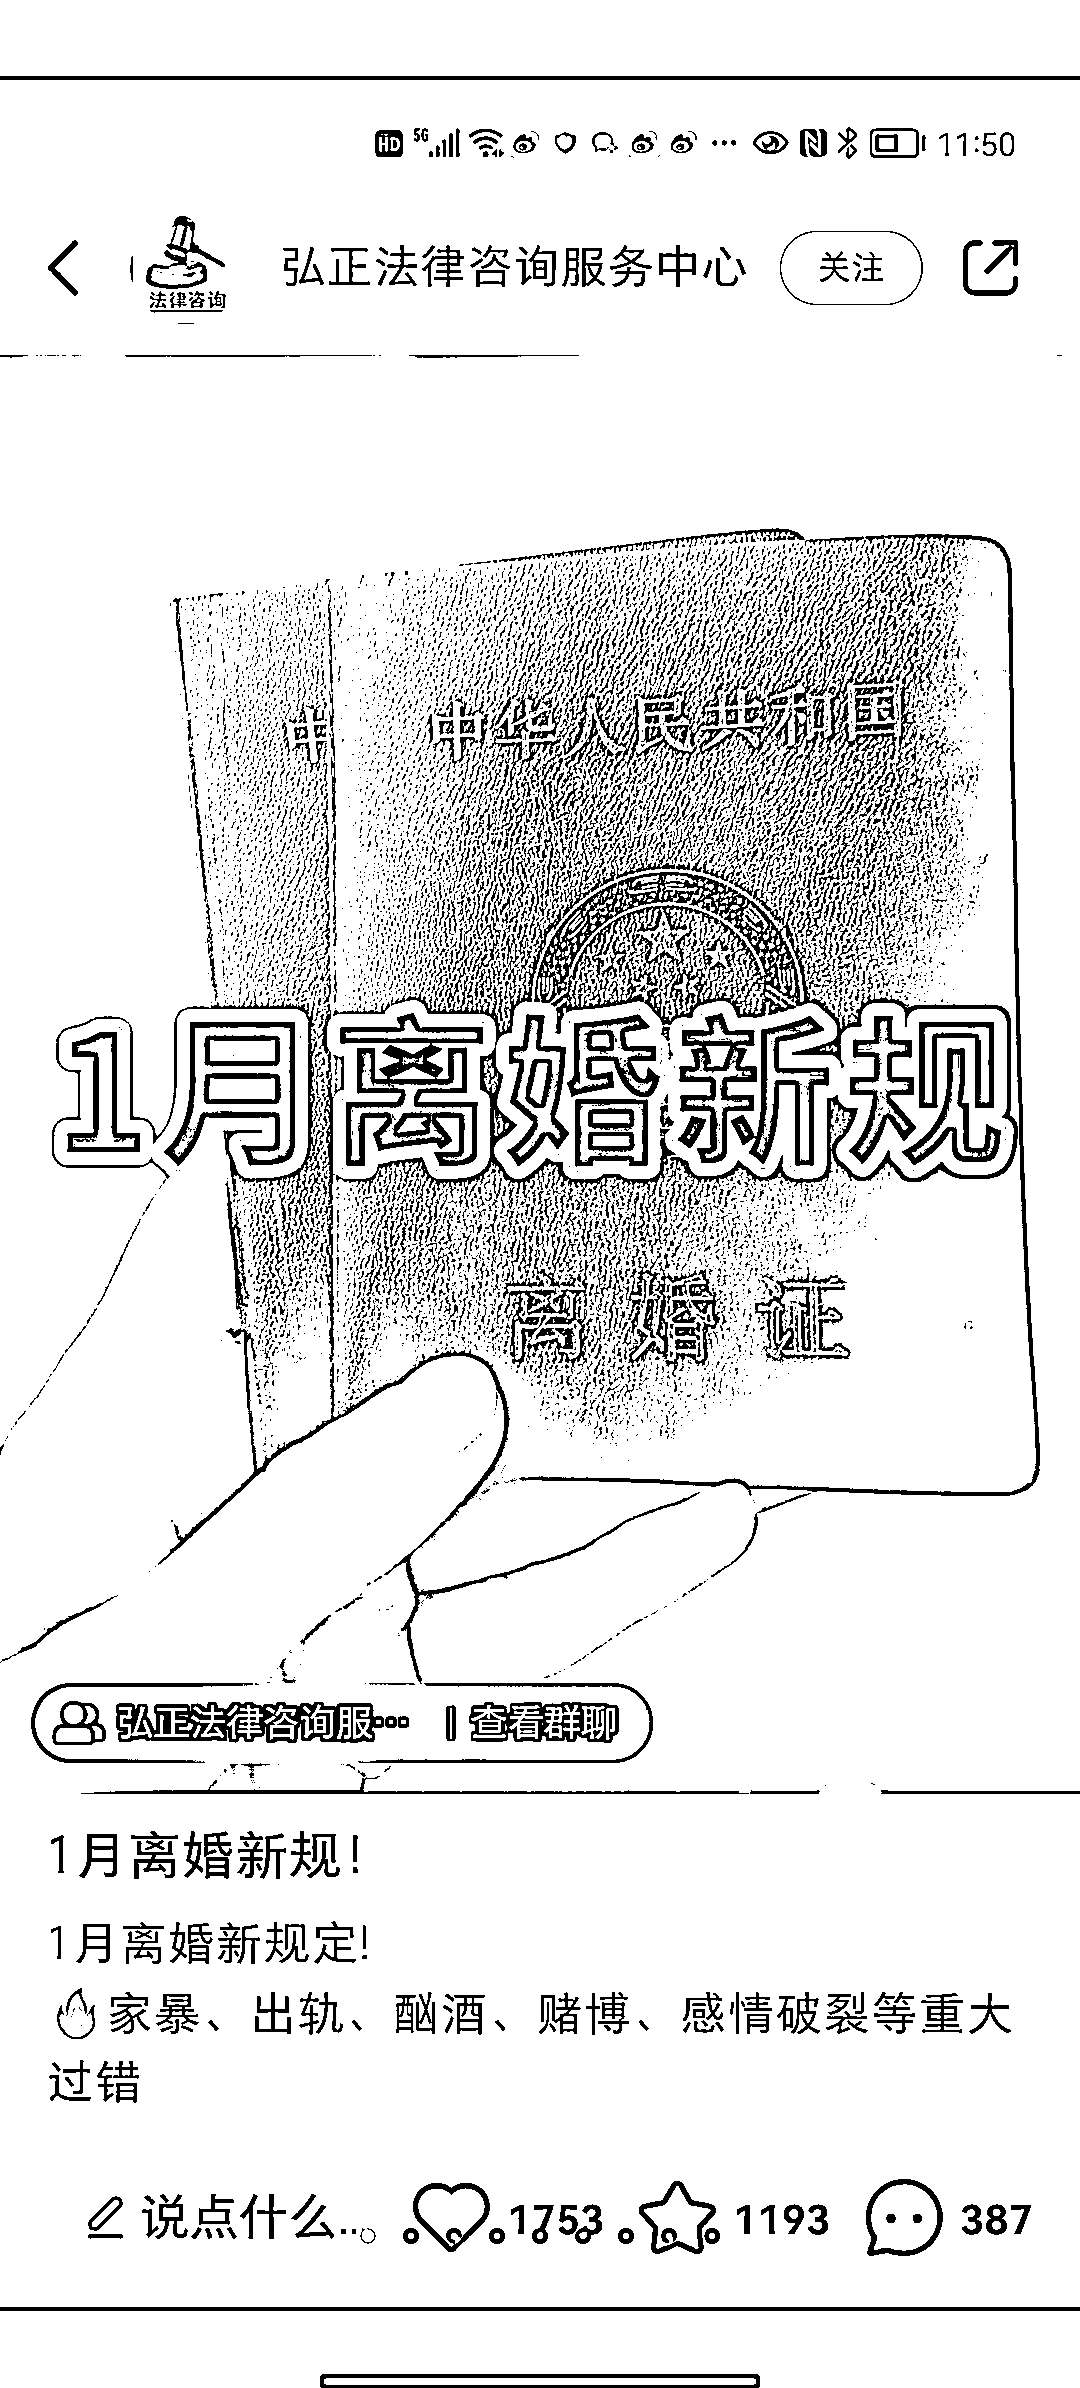 HD 5G 11:50
弘正法律咨询服务中心 关注
法律咨询
中 中华人民共和国
1月离婚新规
离婚证
弘正法律咨询服… | 查看群聊
1月离婚新规!
1月离婚新规定!
🔥家暴、出轨、酗酒、赌博、感情破裂等重大
过错
说点什么... 1753 1193 387